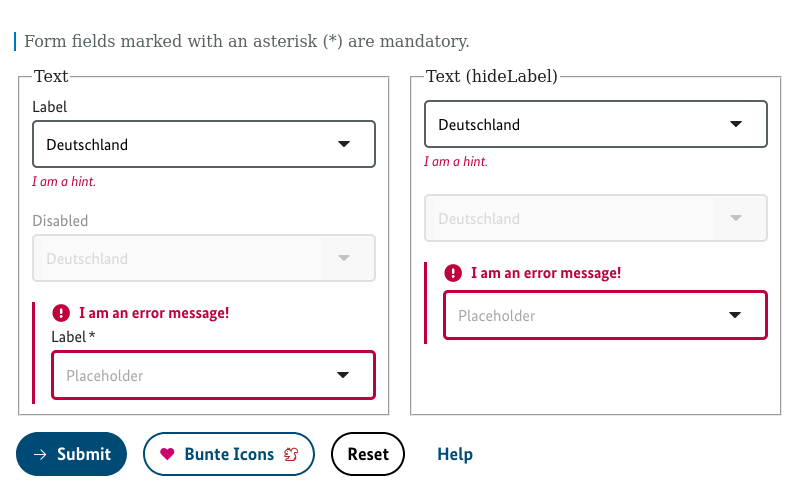 Form fields marked with an asterisk (*) are mandatory.
Text
Label
Deutschland
I am a hint.
Disabled
Deutschland
I am an error message!
Label *
Placeholder
Text (hideLabel)
Deutschland
I am a hint.
Deutschland
I am an error message!
Placeholder
Submit
Bunte Icons
Reset
Help